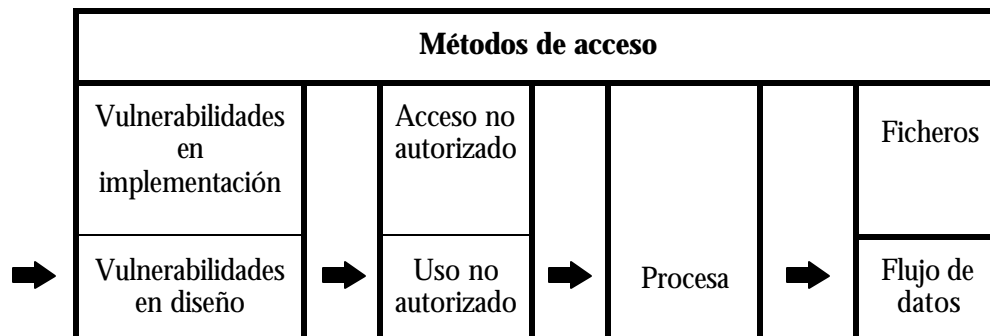 Métodos de acceso
Vulnerabilidades
en
implementación
Acceso no
autorizado
Ficheros
Vulnerabilidades
en diseño
Uso no
autorizado
Procesa
Flujo de
datos